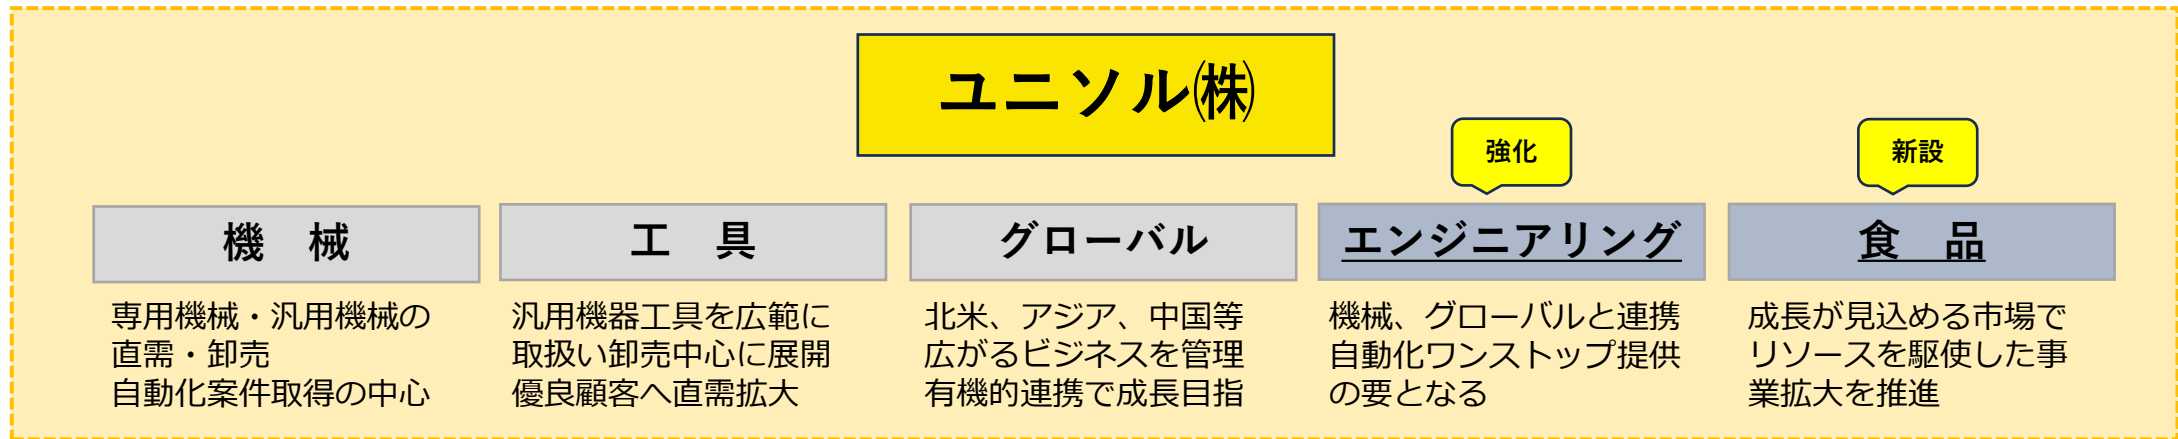 ユニソル㈱
強化
新設
機　械
専用機械・汎用機械の
直需・卸売
自動化案件取得の中心
工　具
汎用機器工具を広範に
取扱い卸売中心に展開
優良顧客へ直需拡大
グローバル
北米、アジア、中国等
広がるビジネスを管理
有機的連携で成長目指
エンジニアリング
機械、グローバルと連携
自動化ワンストップ提供
の要となる
食　品
成長が見込める市場で
リソースを駆使した事
業拡大を推進